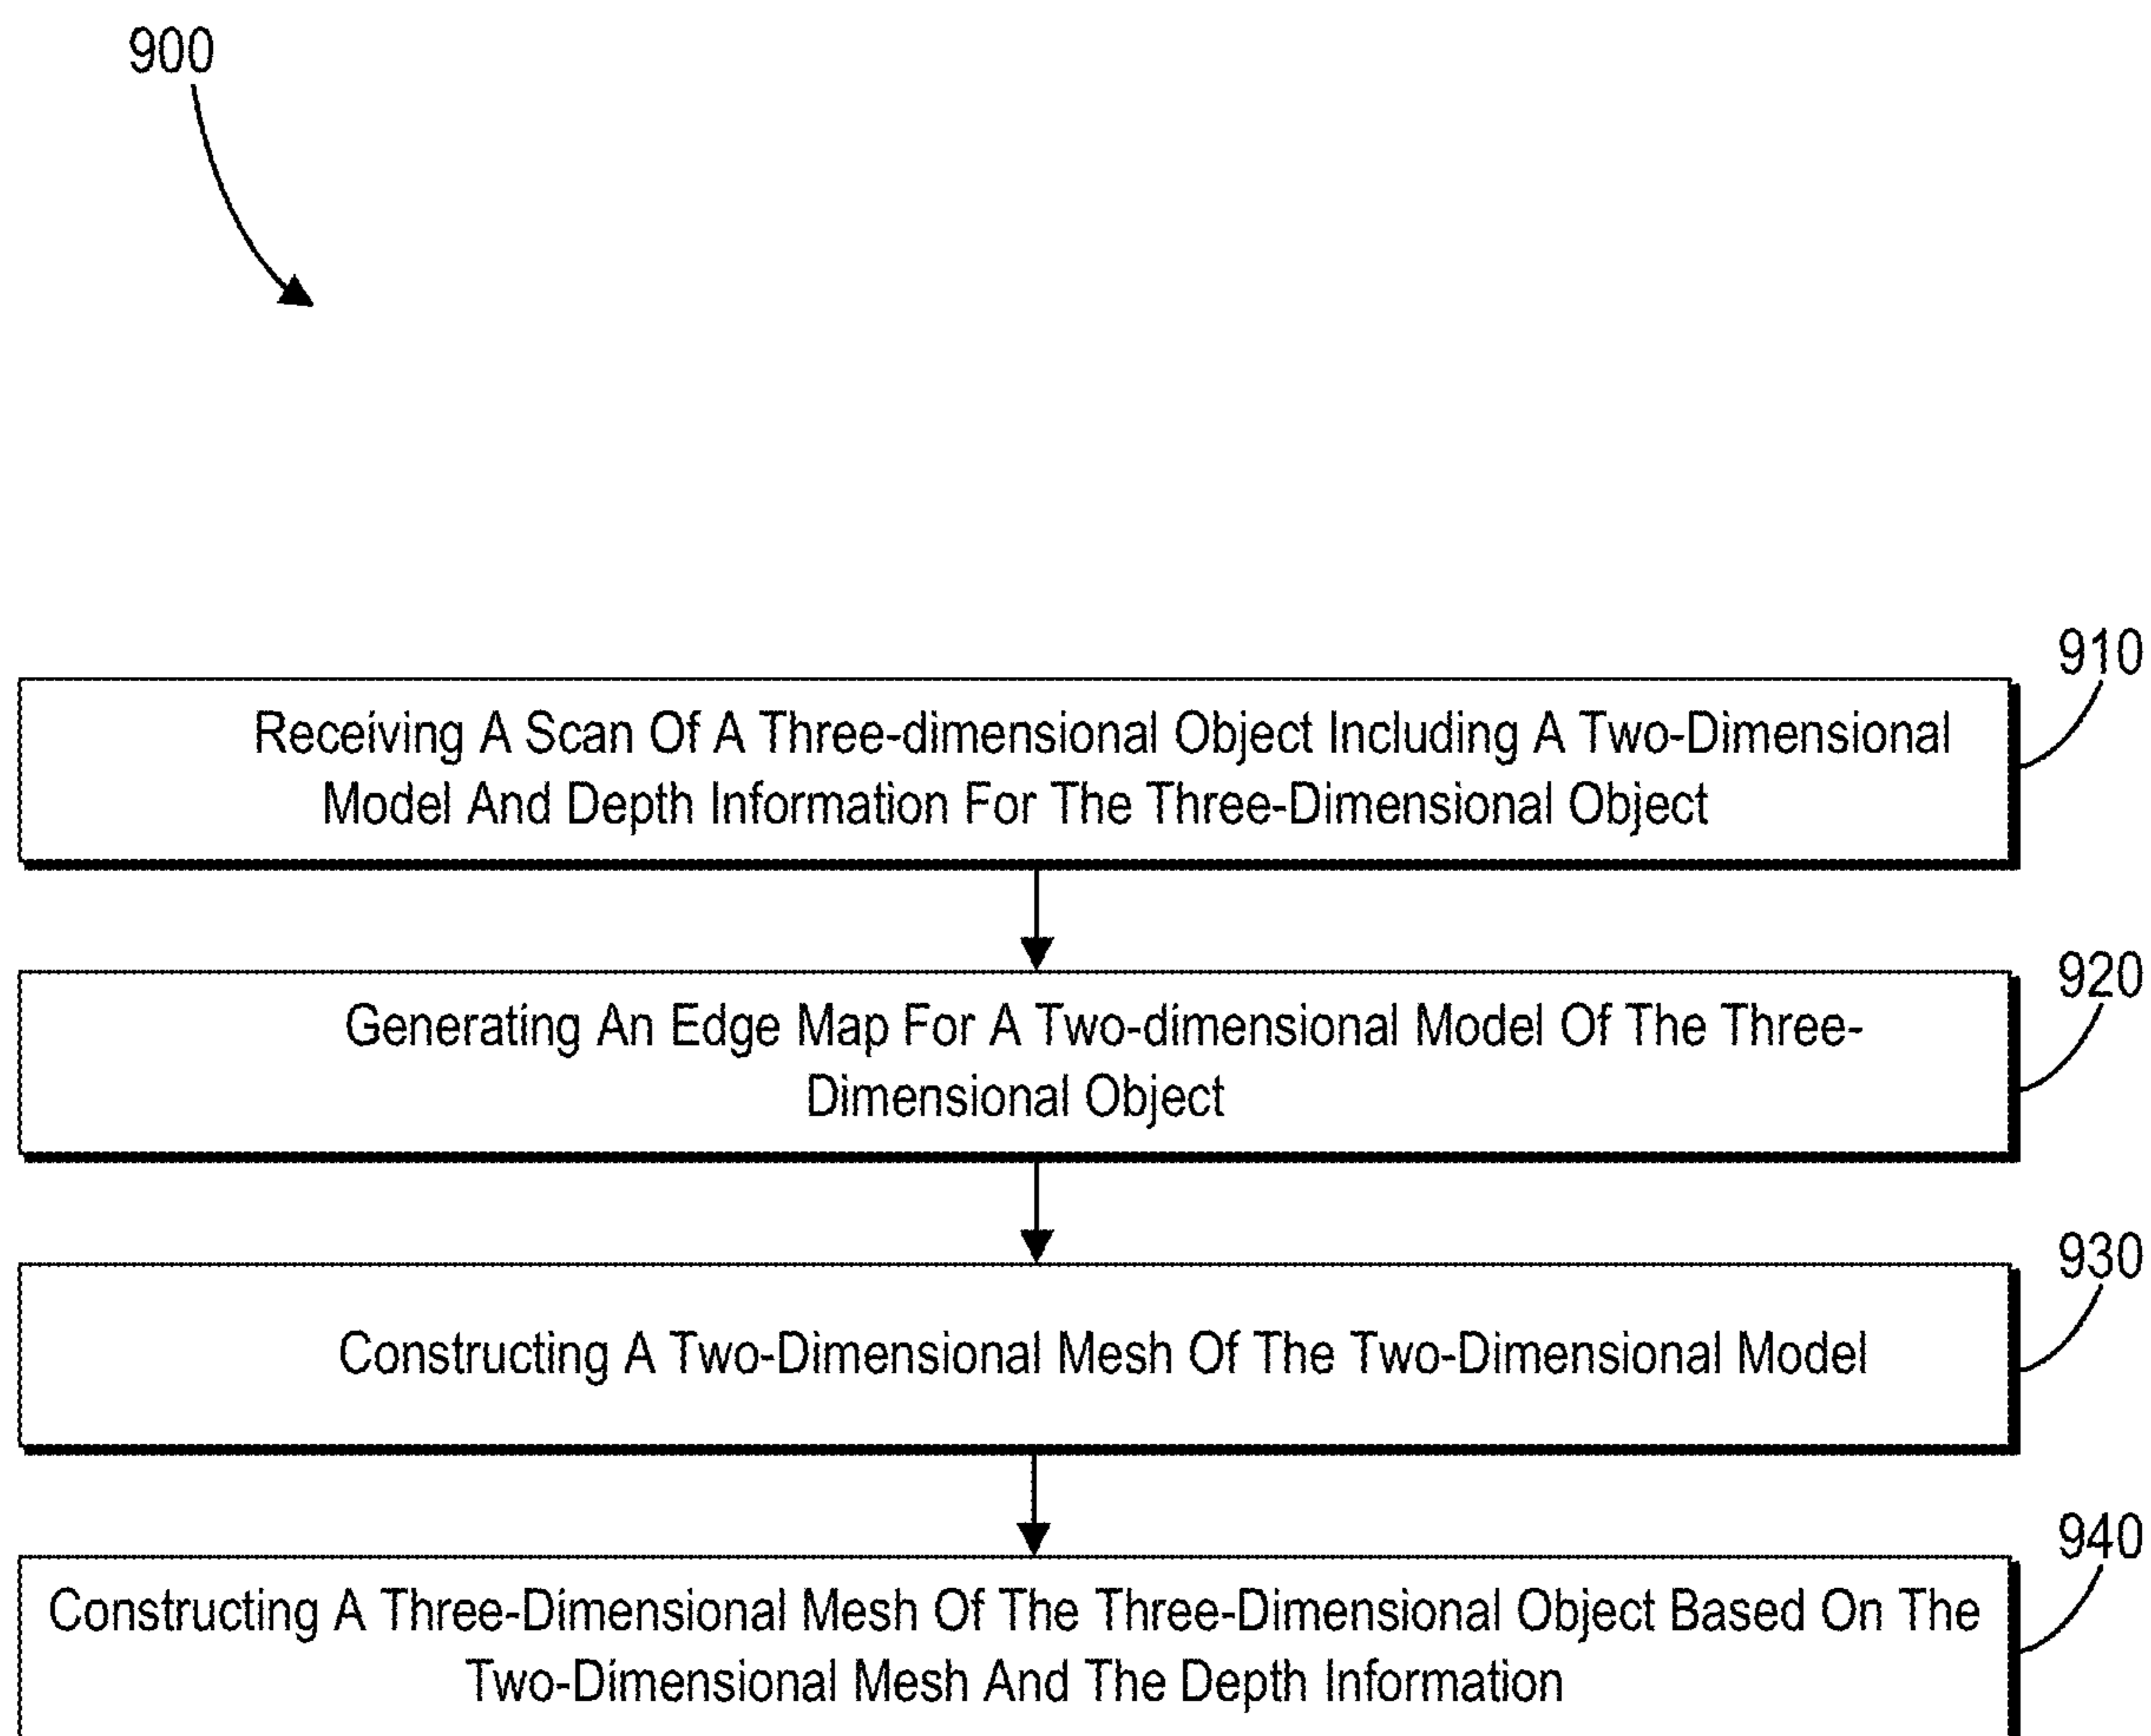 900
910
Receiving A Scan Of A Three-dimensional Object Including A Two-Dimensional
Model And Depth Information For The Three-Dimensional Object
920
Generating An Edge Map For A Two-dimensional Model Of The Three-
Dimensional Object
930
Constructing A Two-Dimensional Mesh Of The Two-Dimensional Model
940
Constructing A Three-Dimensional Mesh Of The Three-Dimensional Object Based On The
Two-Dimensional Mesh And The Depth Information